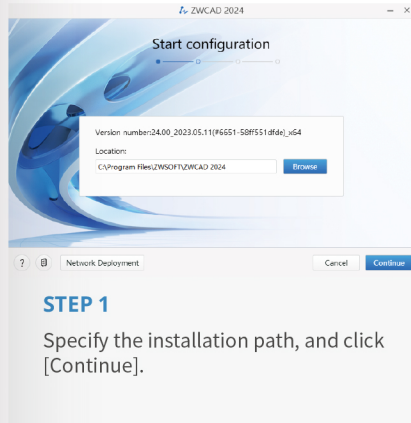 ZWCAD 2024
Start configuration
Version number:24.00_2023.05.11(#6651-58ff551dfde)_x64
Location:
C:\Program Files\ZWSOFT\ZWCAD 2024
Browse
? Network Deployment Cancel Continue
STEP 1
Specify the installation path, and click
[Continue].